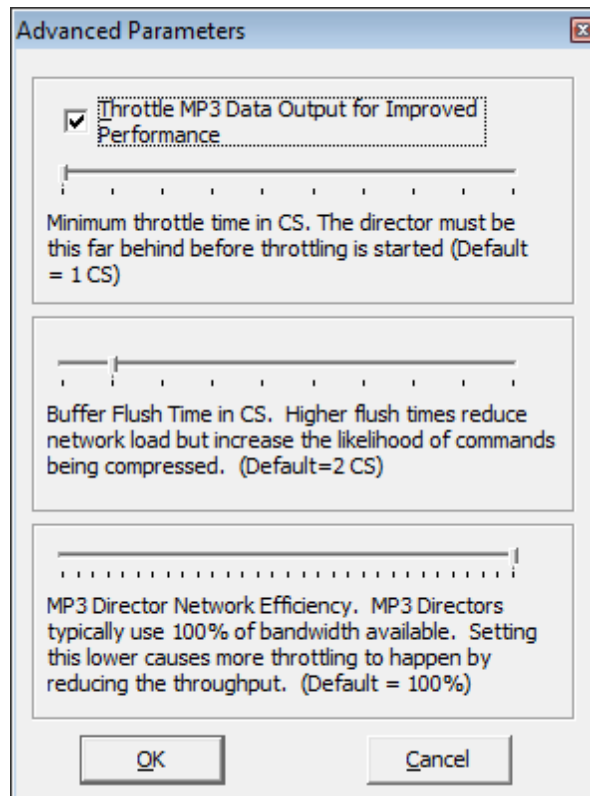 Advanced Parameters
Throttle MP3 Data Output for Improved
Performance
Minimum throttle time in CS. The director must be
this far behind before throttling is started (Default
= 1 CS)
Buffer Flush Time in CS.  Higher flush times reduce
network load but increase the likelihood of commands
being compressed.  (Default=2 CS)
MP3 Director Network Efficiency.  MP3 Directors
typically use 100% of bandwidth available.  Setting
this lower causes more throttling to happen by
reducing the throughput.  (Default = 100%)
OK
Cancel